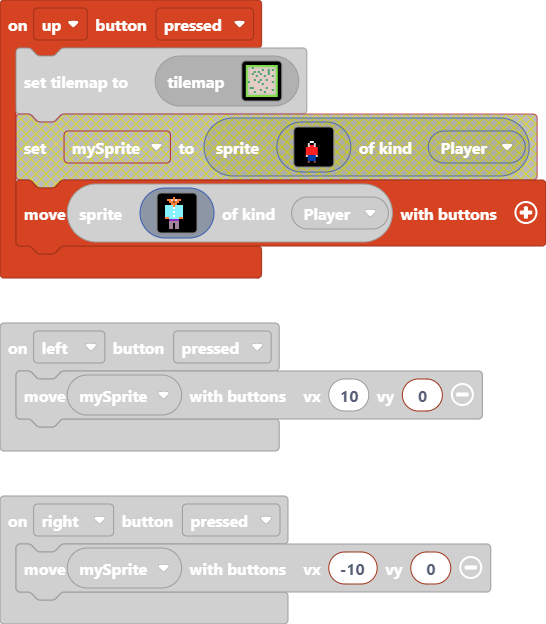 on up button pressed
set tilemap to tilemap
set mySprite to sprite of kind Player
move sprite of kind Player with buttons
on left button pressed
move mySprite with buttons vx 10 vy 0
on right button pressed
move mySprite with buttons vx -10 vy 0